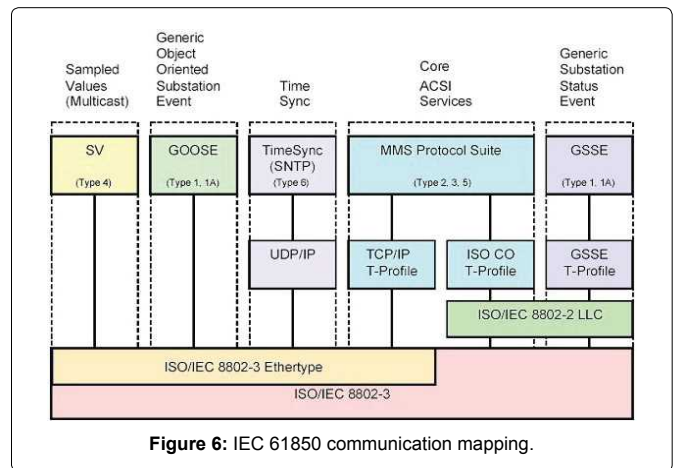 Sampled
Values
(Multicast)
Generic
Object
Oriented
Substation
Event
Time
Sync
Core
ACSI
Services
Generic
Substation
Status
Event
SV
(Type 4)
GOOSE
(Type 1, 1A)
TimeSync
(SNTP)
(Type 6)
MMS Protocol Suite
(Type 2, 3, 5)
GSSE
(Type 1, 1A)
UDP/IP
TCP/IP
T-Profile
ISO CO
T-Profile
GSSE
T-Profile
ISO/IEC 8802-2 LLC
ISO/IEC 8802-3 Ethertype
ISO/IEC 8802-3
Figure 6: IEC 61850 communication mapping.